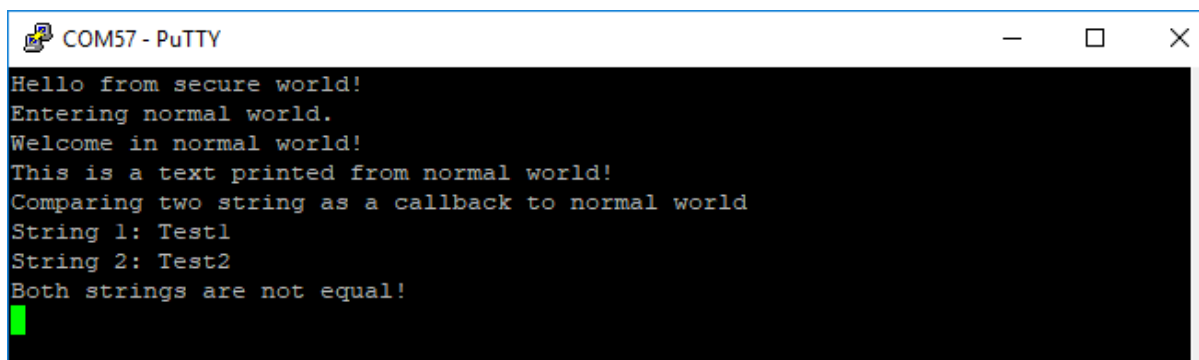 COM57 - PuTTY
Hello from secure world!
Entering normal world.
Welcome in normal world!
This is a text printed from normal world!
Comparing two string as a callback to normal world
String 1: Test1
String 2: Test2
Both strings are not equal!